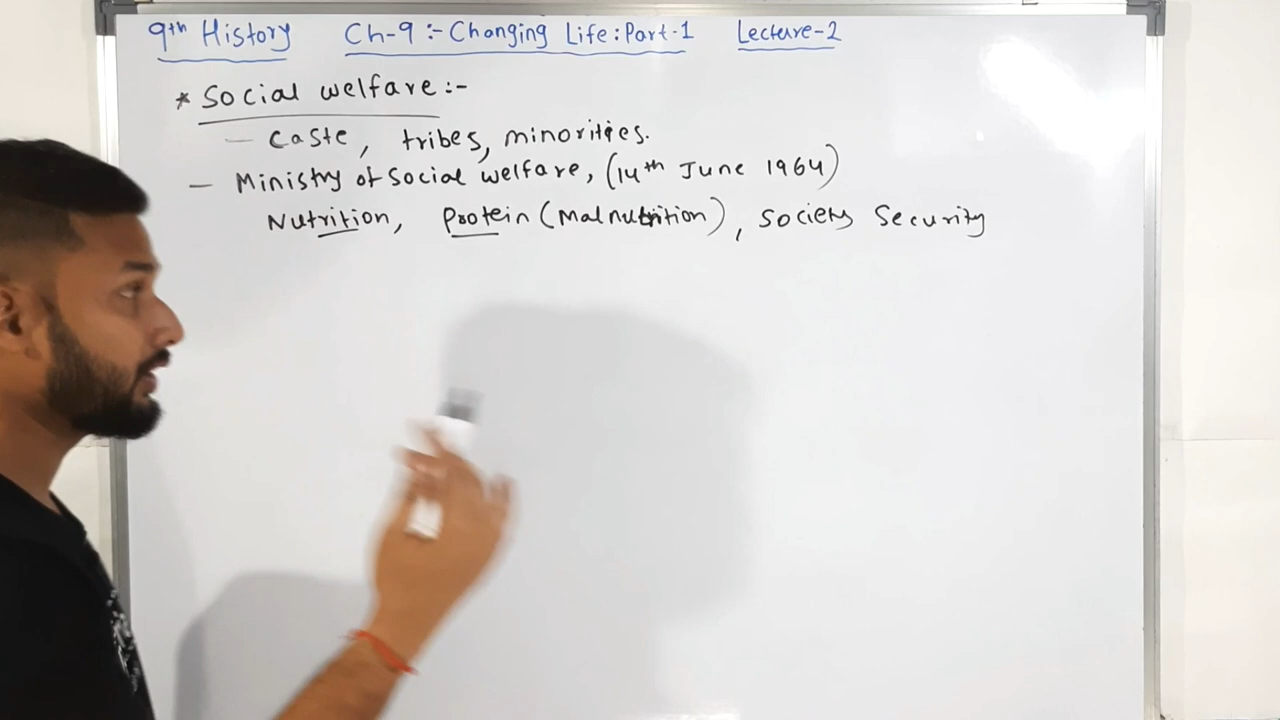 9th History Ch-9:- Changing Life: Part-1 Lecture-2
* Social welfare:-
— Caste, tribes, minorities.
— Ministry of Social welfare, (14th June 1964)
Nutrition, Protein (Malnutrition), Society Security